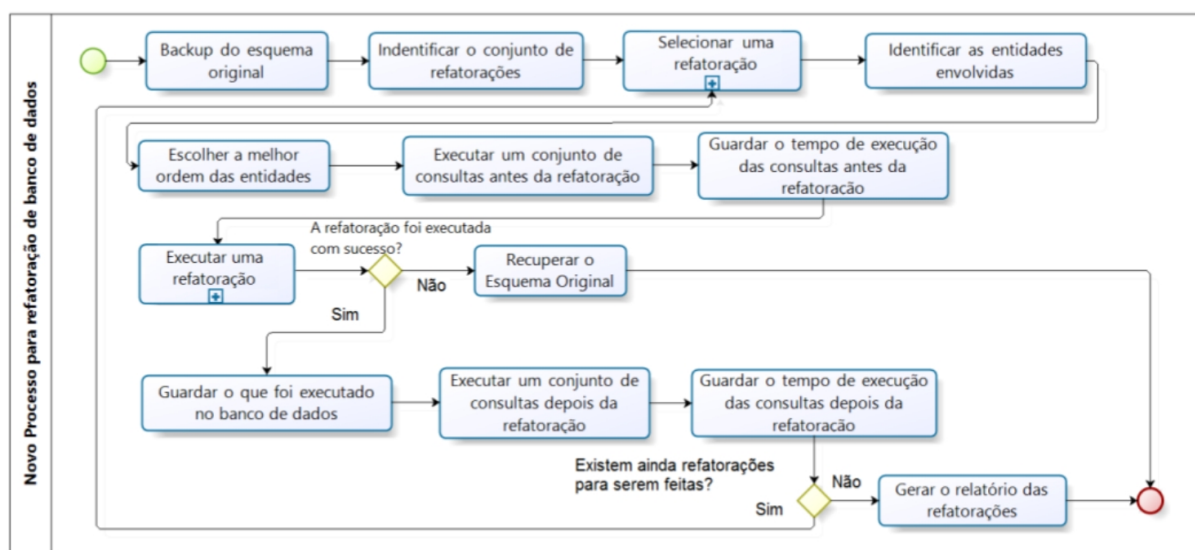 Novo Processo para refatoração de banco de dados
Backup do esquema
original
Indentificar o conjunto de
refatorações
Selecionar uma
refatoração
Identificar as entidades
envolvidas
Escolher a melhor
ordem das entidades
Executar um conjunto de
consultas antes da refatoração
Guardar o tempo de execução
das consultas antes da
refatoracão
Executar uma
refatoração
A refatoração foi executada
com sucesso?
Não
Sim
Recuperar o
Esquema Original
Guardar o que foi executado
no banco de dados
Executar um conjunto de
consultas depois da
refatoração
Guardar o tempo de execução
das consultas depois da
refatoracão
Existem ainda refatorações
para serem feitas?
Não
Sim
Gerar o relatório das
refatorações